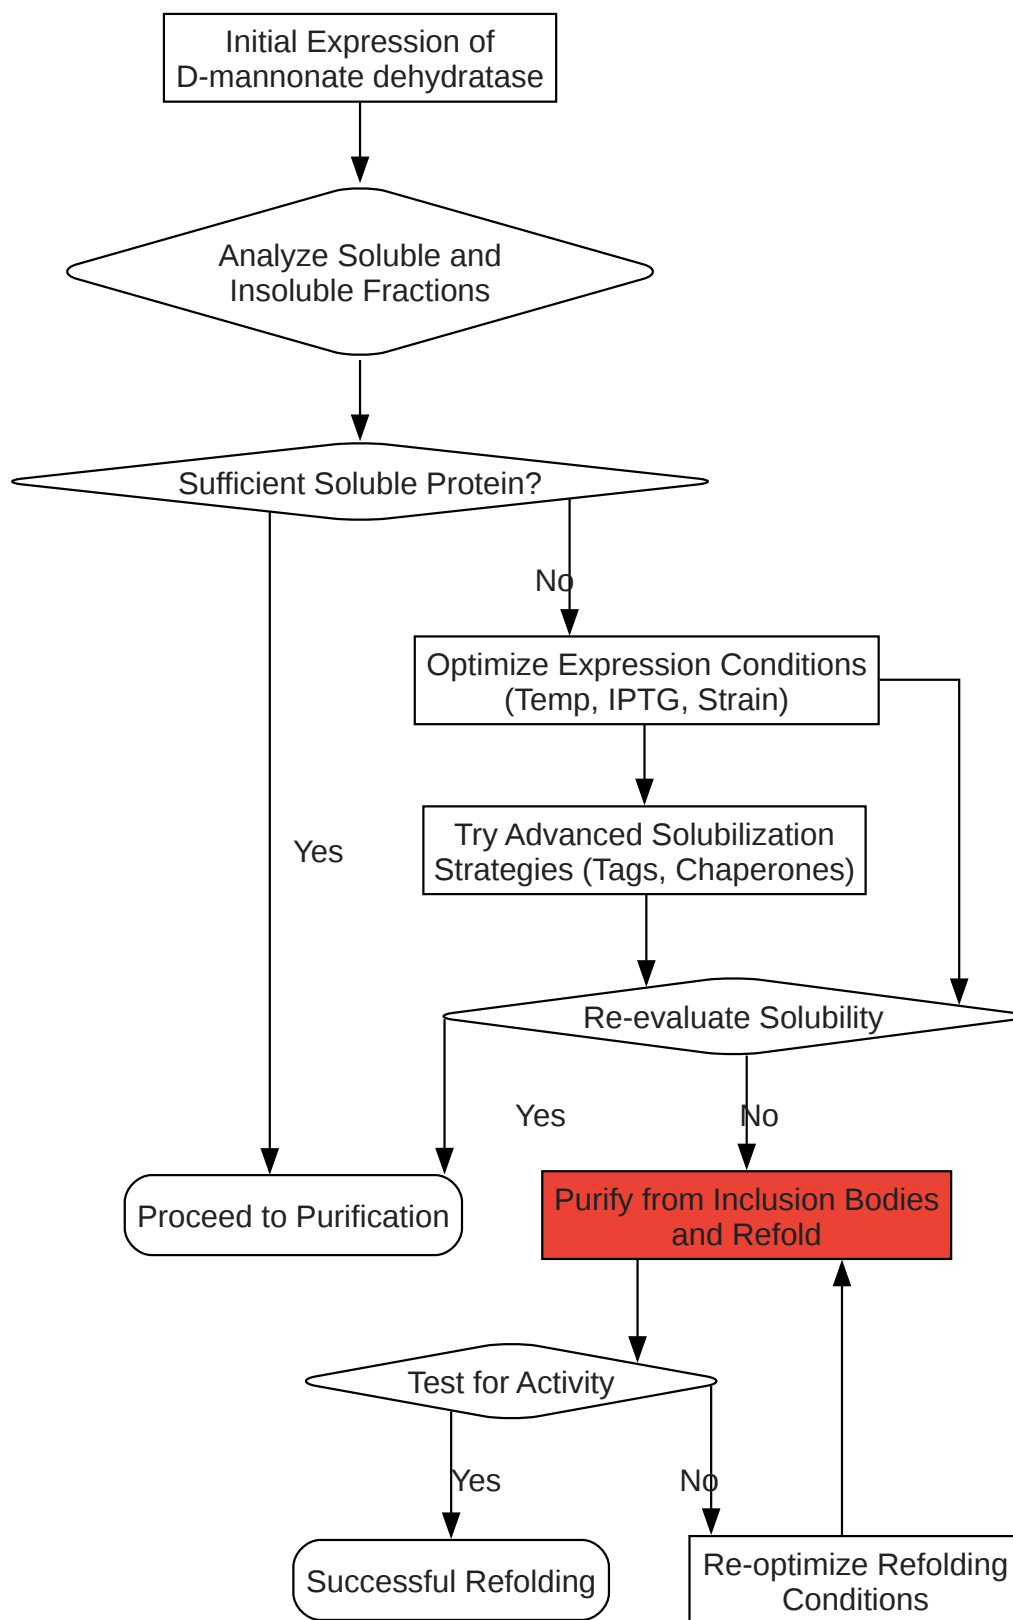 Initial Expression of
D-mannonate dehydratase
Analyze Soluble and
Insoluble Fractions
Sufficient Soluble Protein?
No
Optimize Expression Conditions
(Temp, IPTG, Strain)
Yes
Try Advanced Solubilization
Strategies (Tags, Chaperones)
Re-evaluate Solubility
Yes
No
Proceed to Purification
Purify from Inclusion Bodies
and Refold
Test for Activity
Yes
No
Successful Refolding
Re-optimize Refolding
Conditions